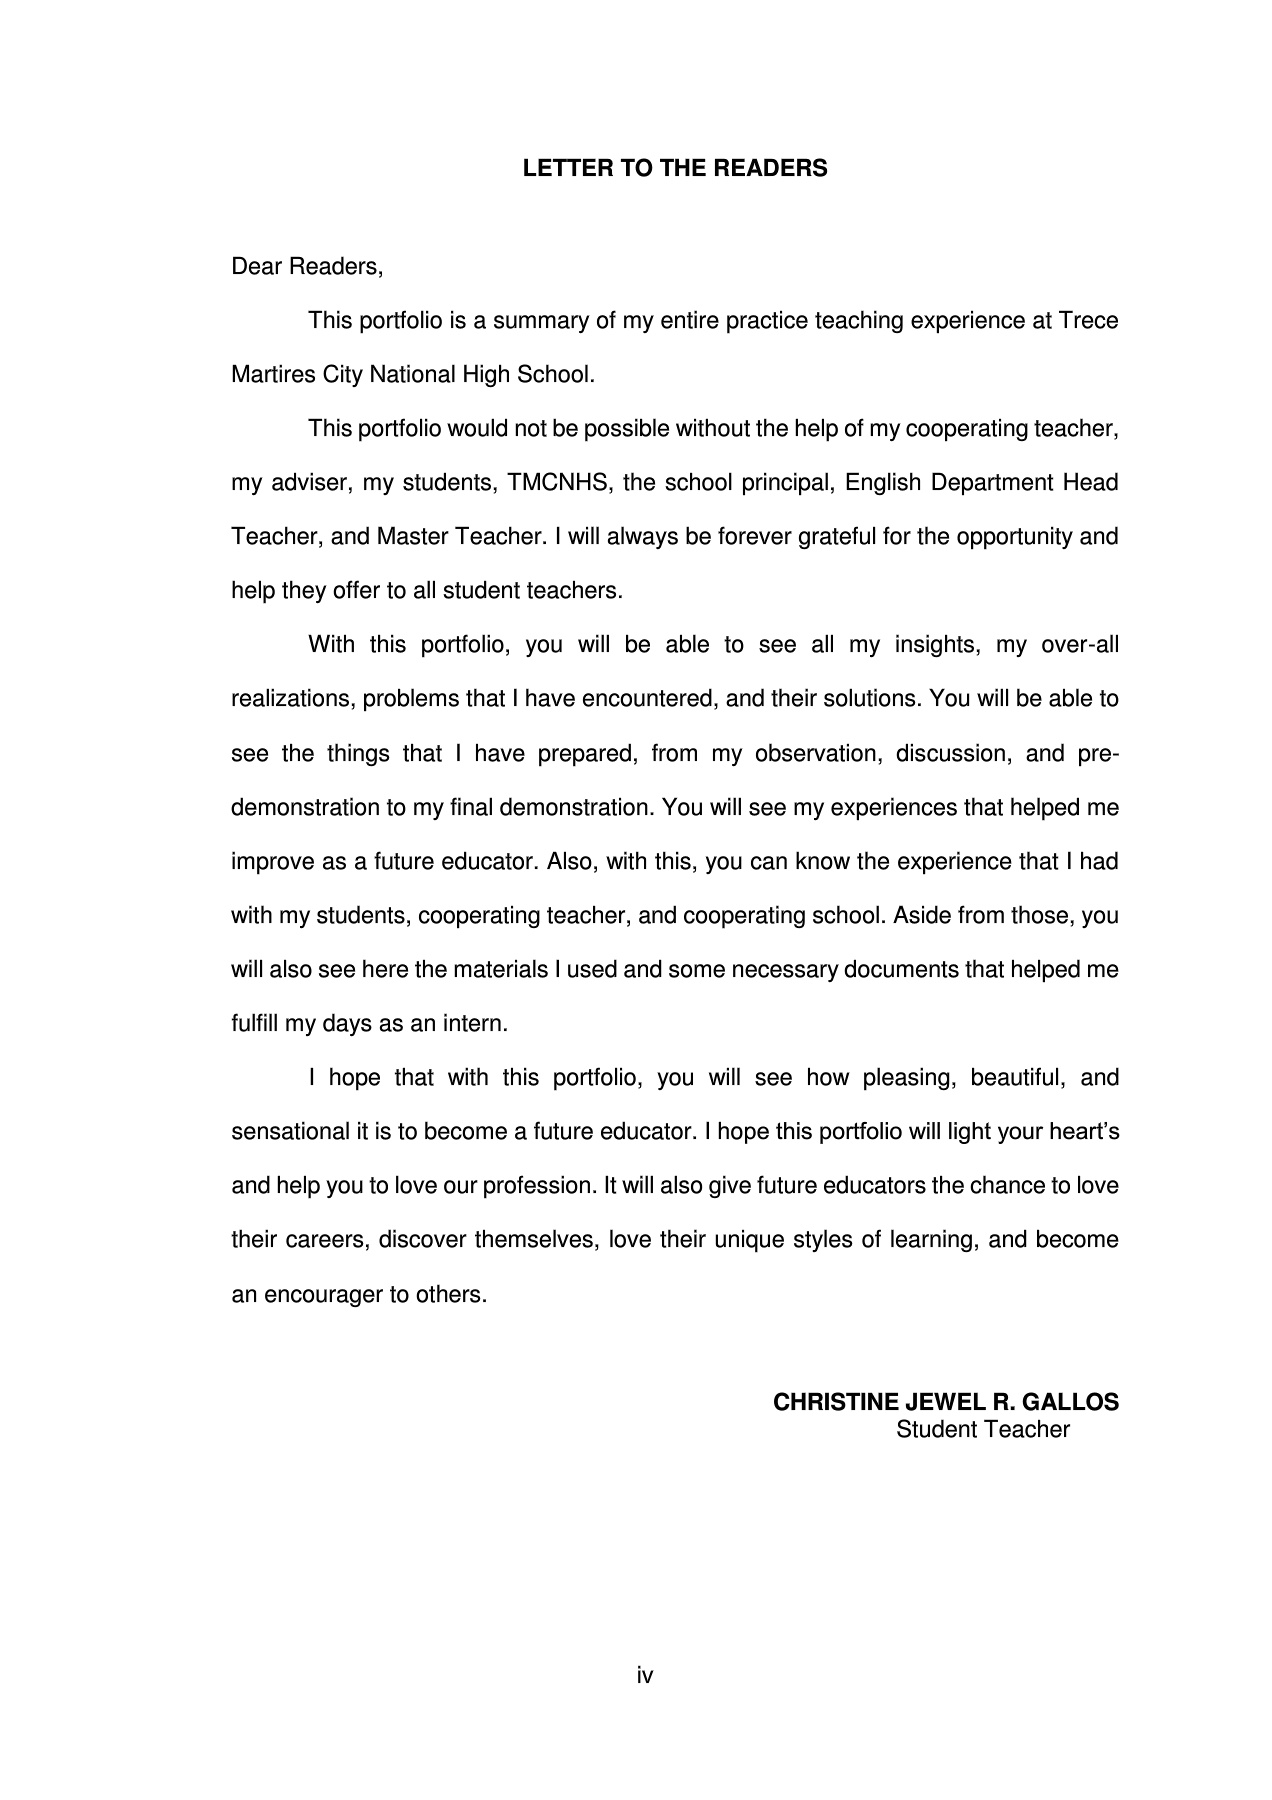 LETTER TO THE READERS
Dear Readers,
This portfolio is a summary of my entire practice teaching experience at Trece
Martires City National High School.
This portfolio would not be possible without the help of my cooperating teacher,
my adviser, my students, TMCNHS, the school principal, English Department Head
Teacher, and Master Teacher. I will always be forever grateful for the opportunity and
help they offer to all student teachers.
With this portfolio, you will be able to see all my insights, my over-all
realizations, problems that I have encountered, and their solutions. You will be able to
see the things that I have prepared, from my observation, discussion, and pre-
demonstration to my final demonstration. You will see my experiences that helped me
improve as a future educator. Also, with this, you can know the experience that I had
with my students, cooperating teacher, and cooperating school. Aside from those, you
will also see here the materials I used and some necessary documents that helped me
fulfill my days as an intern.
I hope that with this portfolio, you will see how pleasing, beautiful, and
sensational it is to become a future educator. I hope this portfolio will light your heart’s
and help you to love our profession. It will also give future educators the chance to love
their careers, discover themselves, love their unique styles of learning, and become
an encourager to others.
CHRISTINE JEWEL R. GALLOS
Student Teacher
iv